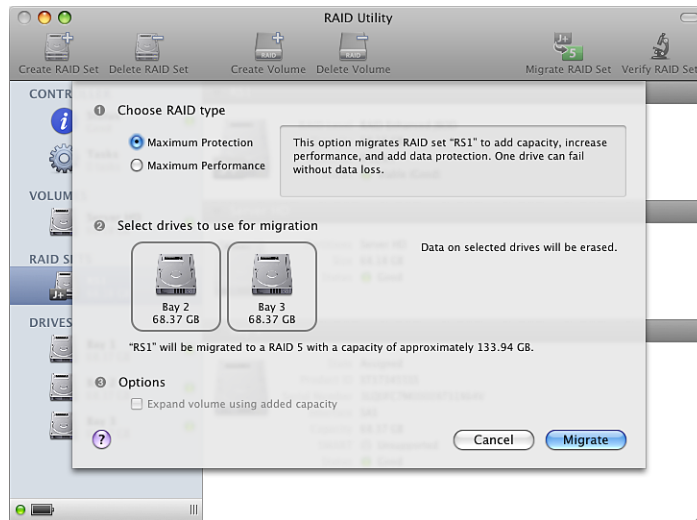 RAID Utility
Create RAID Set Delete RAID Set Create Volume Delete Volume Migrate RAID Set Verify RAID Set
CONTR
1 Choose RAID type
Maximum Protection
Maximum Performance
This option migrates RAID set “RS1” to add capacity, increase
performance, and add data protection. One drive can fail
without data loss.
VOLUM
2 Select drives to use for migration
Data on selected drives will be erased.
RAID S
J+
Bay 2
68.37 GB
Bay 3
68.37 GB
DRIVES
“RS1” will be migrated to a RAID 5 with a capacity of approximately 133.94 GB.
3 Options
Expand volume using added capacity
? Cancel Migrate